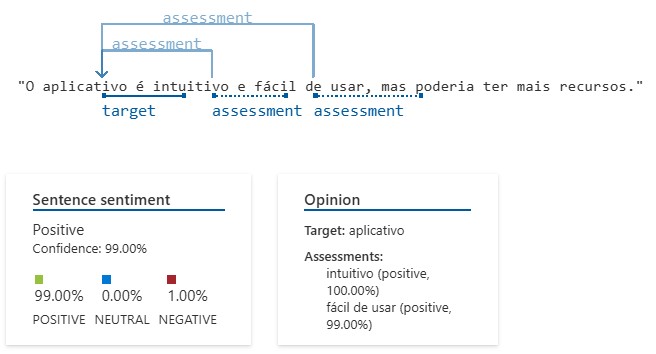 assessment
assessment
"O aplicativo é intuitivo e fácil de usar, mas poderia ter mais recursos."
target assessment assessment
Sentence sentiment
Positive
Confidence: 99.00%
99.00% 0.00% 1.00%
POSITIVE NEUTRAL NEGATIVE
Opinion
Target: aplicativo
Assessments:
intuitivo (positive,
100.00%)
fácil de usar (positive,
99.00%)